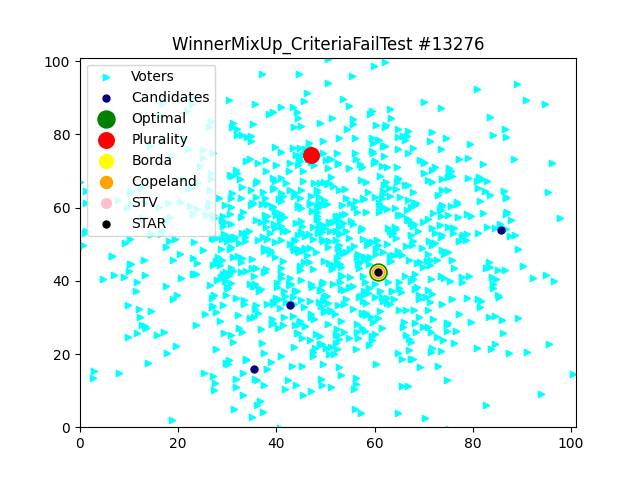 WinnerMixUp_CriteriaFailTest #13276
100
80
60
40
20
0
0
20
40
60
80
100
Voters
Candidates
Optimal
Plurality
Borda
Copeland
STV
STAR